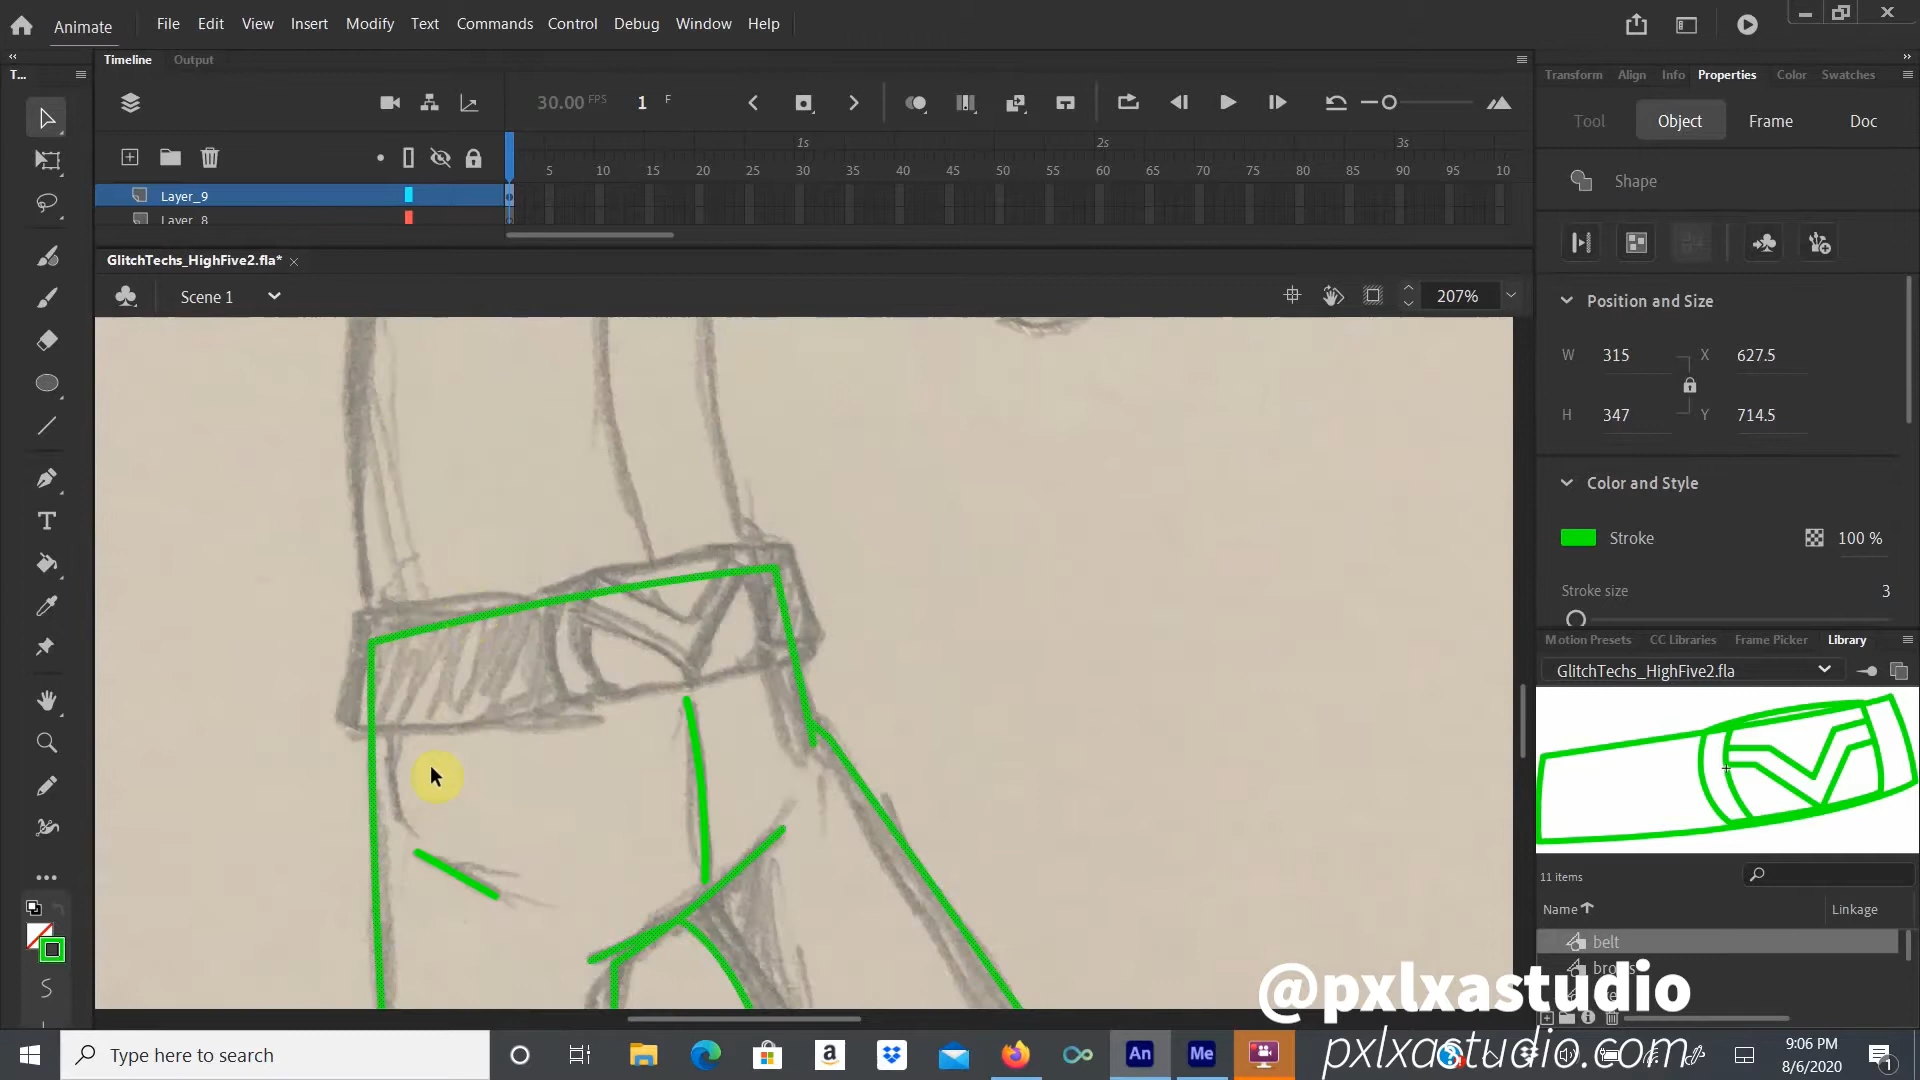 Animate File Edit View Insert Modify Text Commands Control Debug Window Help
Timeline Output
T...
Transform Align Info Properties Color Swatches
30.00 FPS 1 F
Tool Object Frame Doc
1s 2s 3s
5 10 15 20 25 30 35 40 45 50 55 60 65 70 75 80 85 90 95 10
Layer_9
Layer_8
Shape
GlitchTechs_HighFive2.fla*
Scene 1
207%
Position and Size
W 315 X 627.5
H 347 Y 714.5
Color and Style
Stroke 100 %
Stroke size 3
Motion Presets CC Libraries Frame Picker Library
GlitchTechs_HighFive2.fla
11 items
Name Linkage
belt
@pxlxastudio
pxlxastudio.com
Type here to search
An Me
9:06 PM
8/6/2020
1